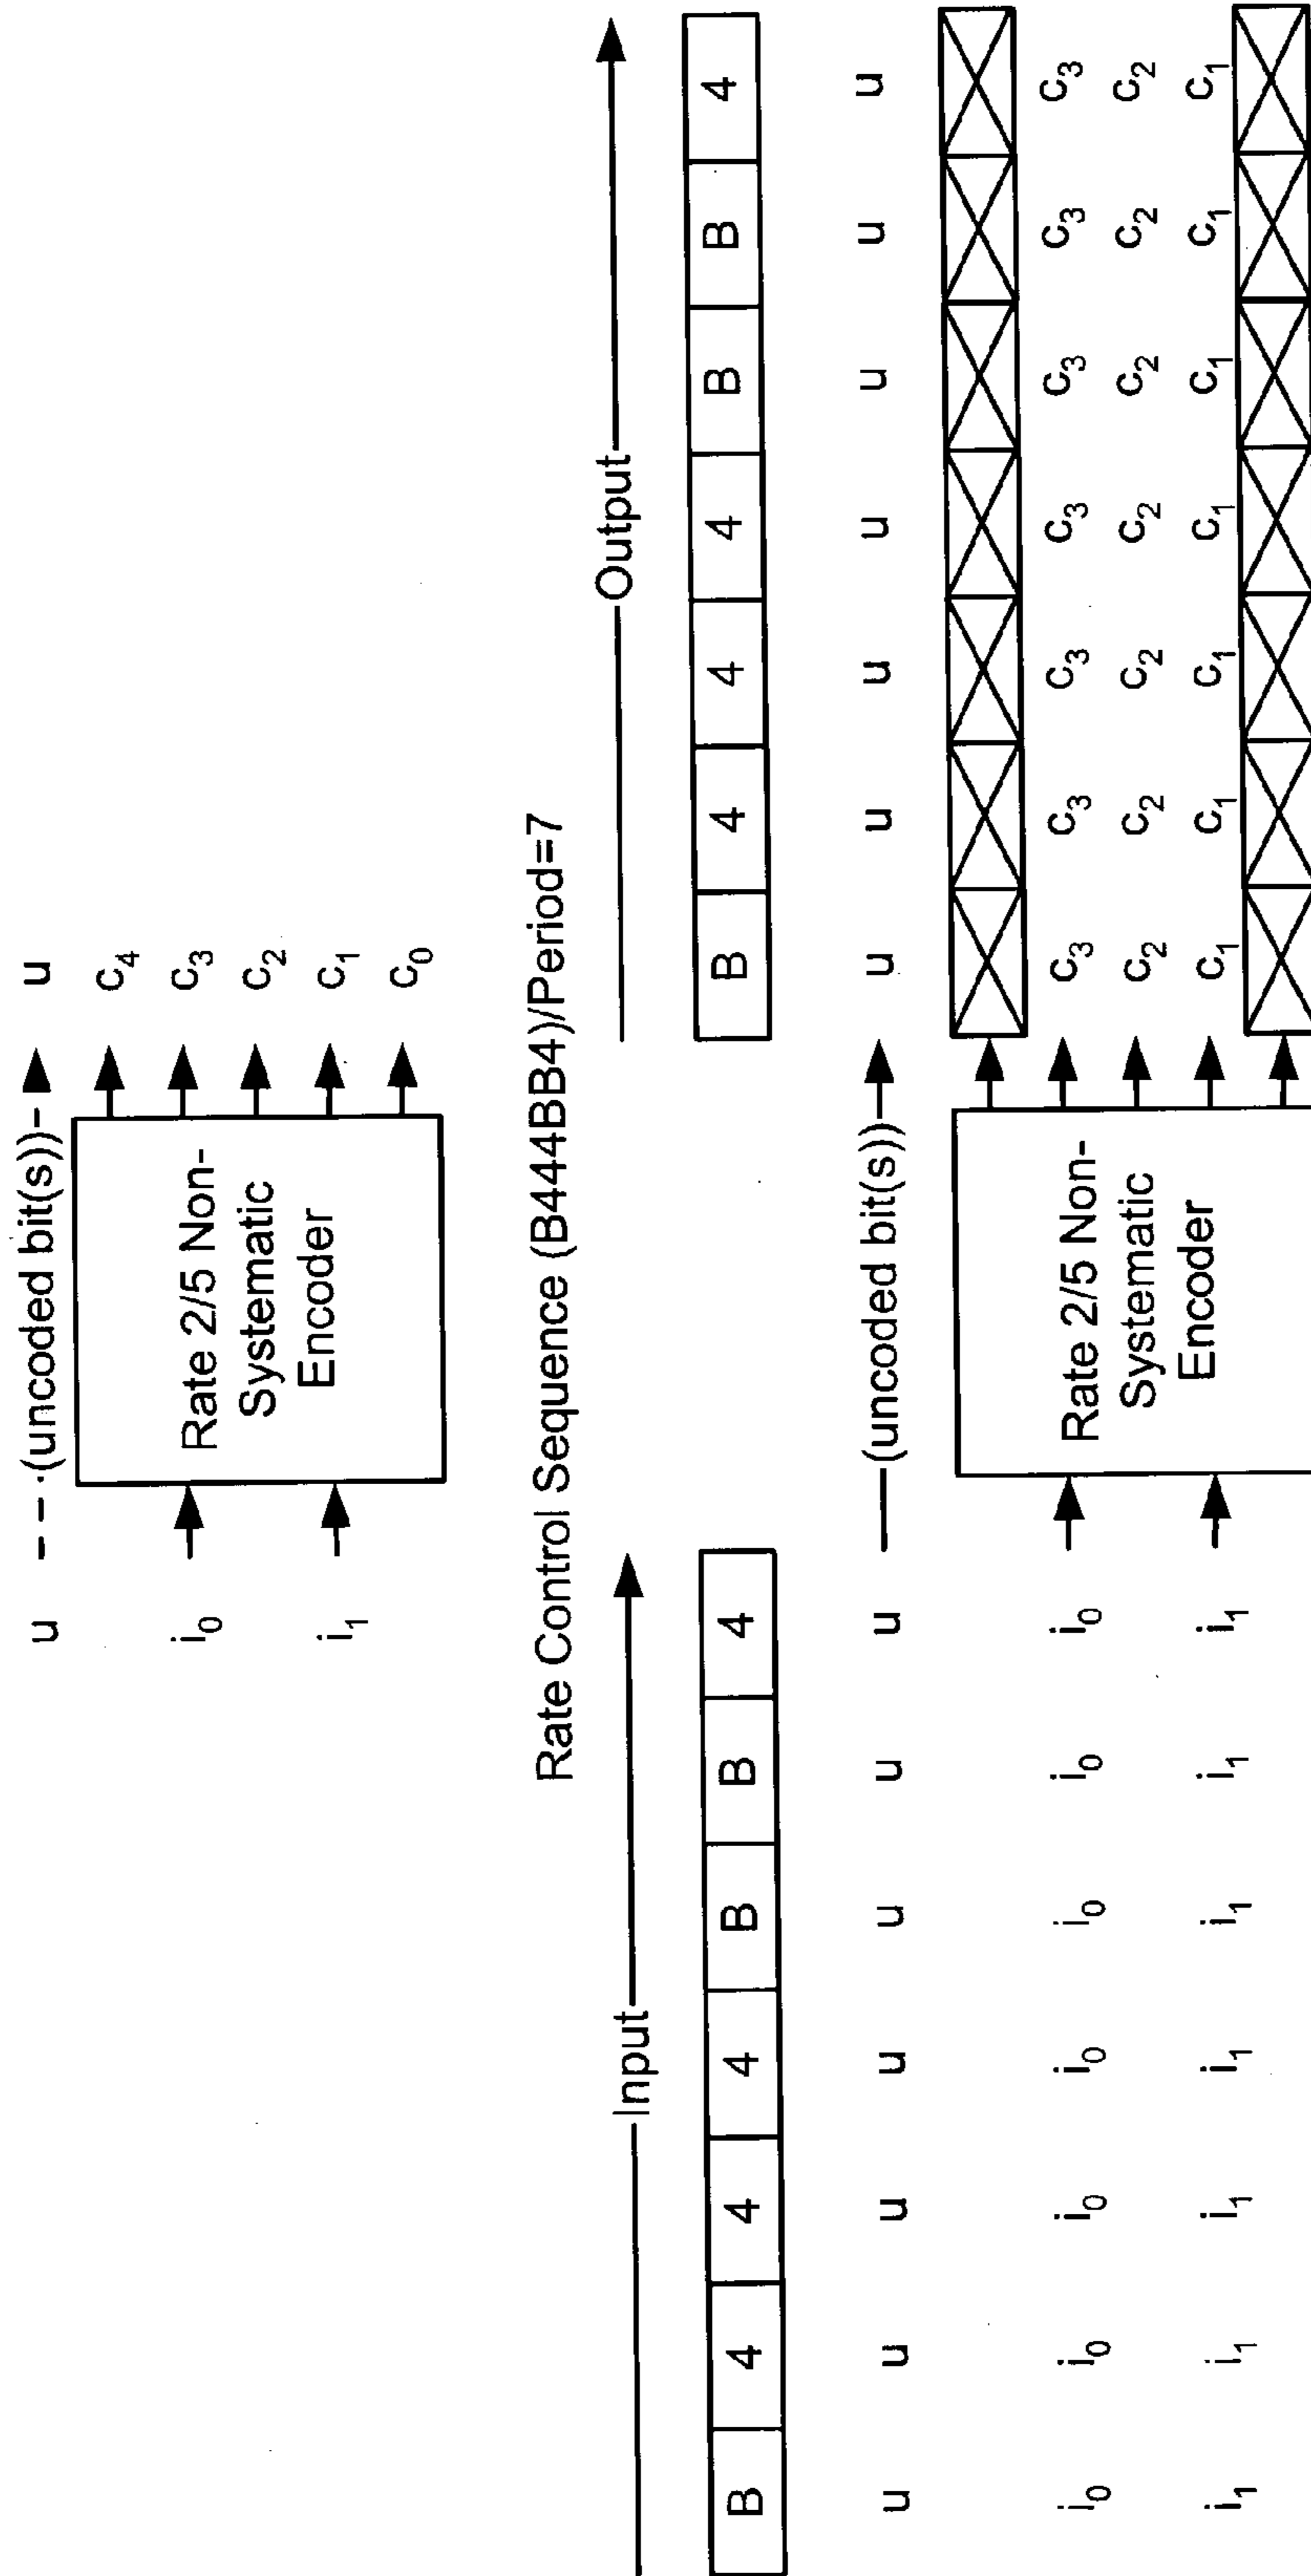 u - - -(uncoded bit(s))- u
Rate 2/5 Non-
Systematic
Encoder
i₀
i₁
c₄
c₃
c₂
c₁
c₀
Rate Control Sequence (B444BB4)/Period=7
Input
Output
B 4 4 4 B B 4
B 4 4 4 B B 4
u u u u u u u (uncoded bit(s)) u u u u u u u
i₀ i₀ i₀ i₀ i₀ i₀ i₀
i₁ i₁ i₁ i₁ i₁ i₁ i₁
Rate 2/5 Non-
Systematic
Encoder
c₃ c₃ c₃ c₃ c₃ c₃ c₃
c₂ c₂ c₂ c₂ c₂ c₂ c₂
c₁ c₁ c₁ c₁ c₁ c₁ c₁